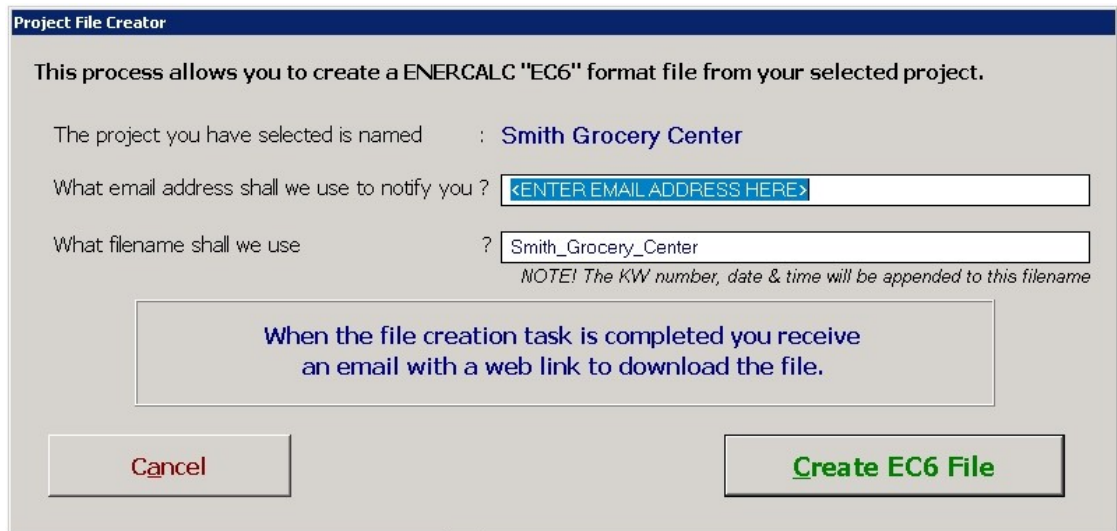 Project File Creator
This process allows you to create a ENERCALC "EC6" format file from your selected project.
The project you have selected is named : Smith Grocery Center
What email address shall we use to notify you ? <ENTER EMAIL ADDRESS HERE>
What filename shall we use ? Smith_Grocery_Center
NOTE! The KW number, date & time will be appended to this filename
When the file creation task is completed you receive
an email with a web link to download the file.
Cancel Create EC6 File